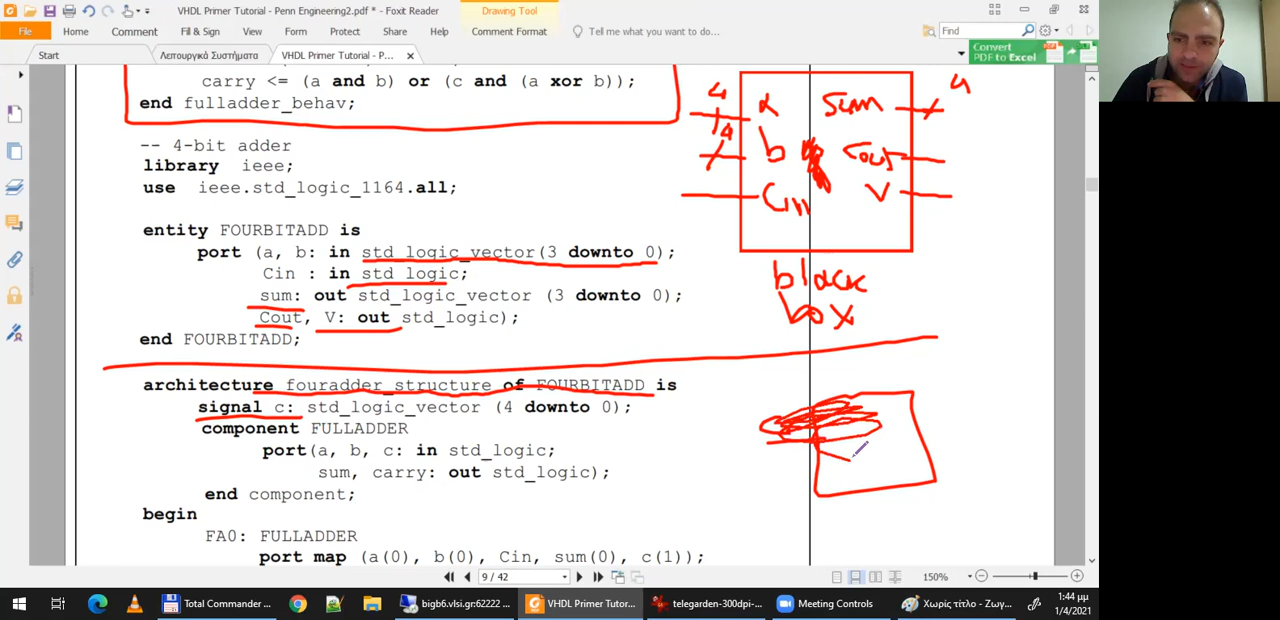 VHDL Primer Tutorial - Penn Engineering2.pdf * - Foxit Reader
Drawing Tool
File
Home
Comment
Fill & Sign
View
Form
Protect
Share
Help
Comment Format
Tell me what you want to do...
Find
Start
Λειτουργικά Συστήματα
VHDL Primer Tutorial - P...
Convert
PDF to Excel
carry <= (a and b) or (c and (a xor b));
end fulladder_behav;
-- 4-bit adder
library ieee;
use ieee.std_logic_1164.all;
entity FOURBITADD is
port (a, b: in std_logic_vector(3 downto 0);
Cin : in std_logic;
sum: out std_logic_vector (3 downto 0);
Cout, V: out std_logic);
end FOURBITADD;
architecture fouradder_structure of FOURBITADD is
signal c: std_logic_vector (4 downto 0);
component FULLADDER
port(a, b, c: in std_logic;
sum, carry: out std_logic);
end component;
begin
FA0: FULLADDER
port map (a(0), b(0), Cin, sum(0), c(1));
4
a
sum
4
4
b
Cout
Cin
V
black
box
9 / 42
150%
Total Commander ...
bigb6.vlsi.gr:62222 ...
VHDL Primer Tutor...
telegarden-300dpi-...
Meeting Controls
Χωρίς τίτλο - Ζωγ...
1:44 μμ
1/4/2021